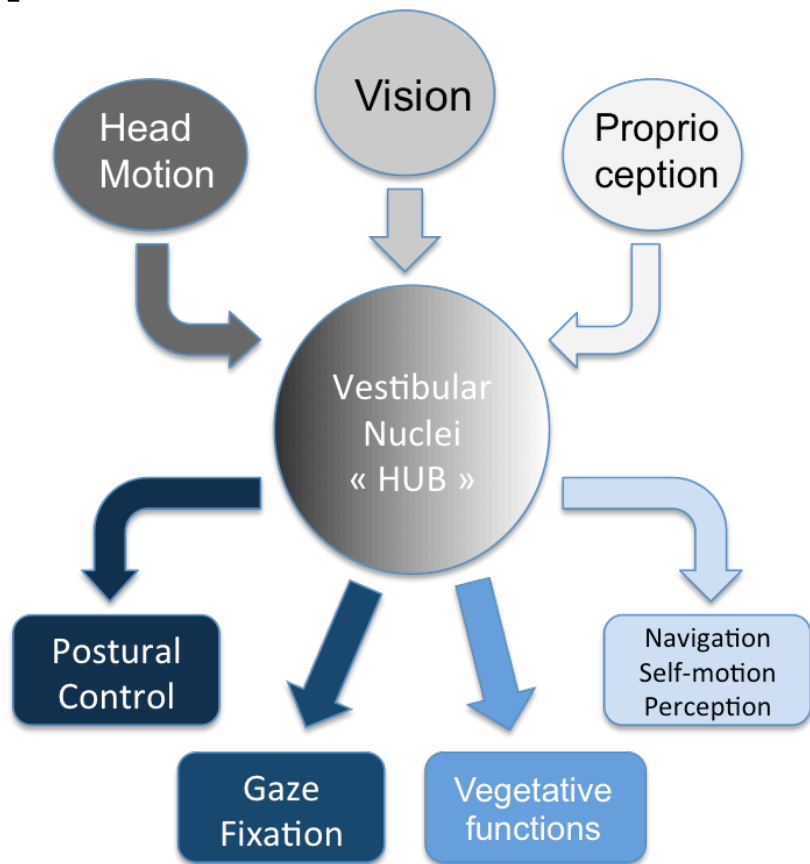 Vision
Head
Motion
Proprio
ception
Vestibular
Nuclei
« HUB »
Postural
Control
Navigation
Self-motion
Perception
Gaze
Fixation
Vegetative
functions